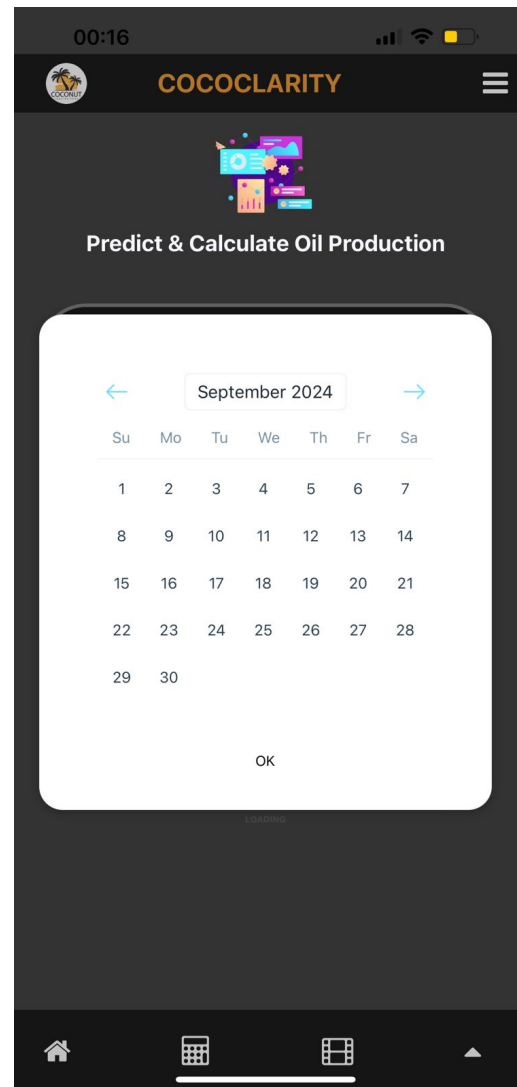 00:16
COCONUT
COCOCLARITY
Predict & Calculate Oil Production
September 2024
Su Mo Tu We Th Fr Sa
1 2 3 4 5 6 7
8 9 10 11 12 13 14
15 16 17 18 19 20 21
22 23 24 25 26 27 28
29 30
OK
LOADING